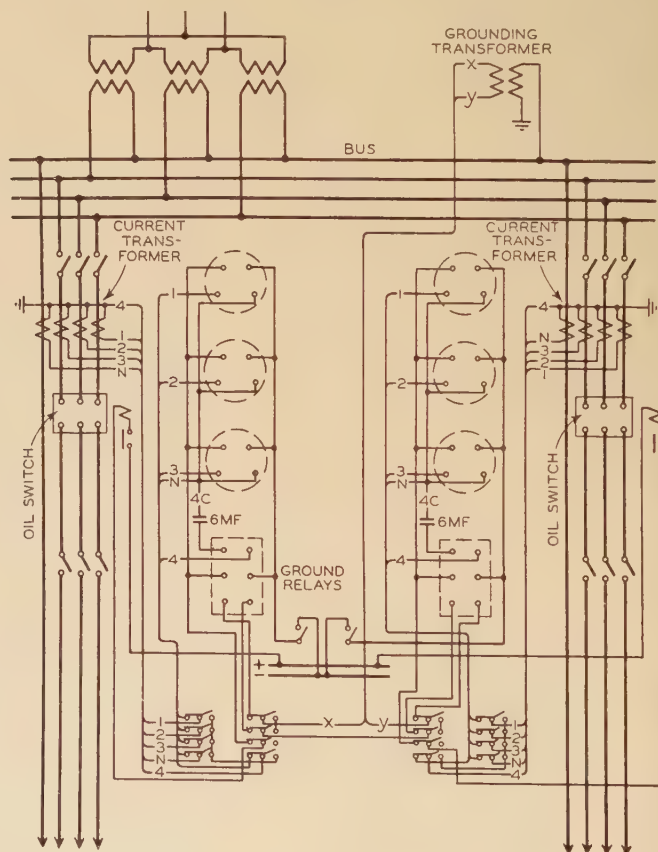 GROUNDING
TRANSFORMER
x
y
BUS
CURRENT
TRANS-
FORMER
CURRENT
TRANS-
FORMER
4
1
2
3
N
4
N
3
2
1
1
2
3
N
4C
6MF
4
1
2
3
N
4C
6MF
4
OIL SWITCH
OIL SWITCH
GROUND
RELAYS
+
−
x
y
1
2
3
N
4
1
2
3
N
4